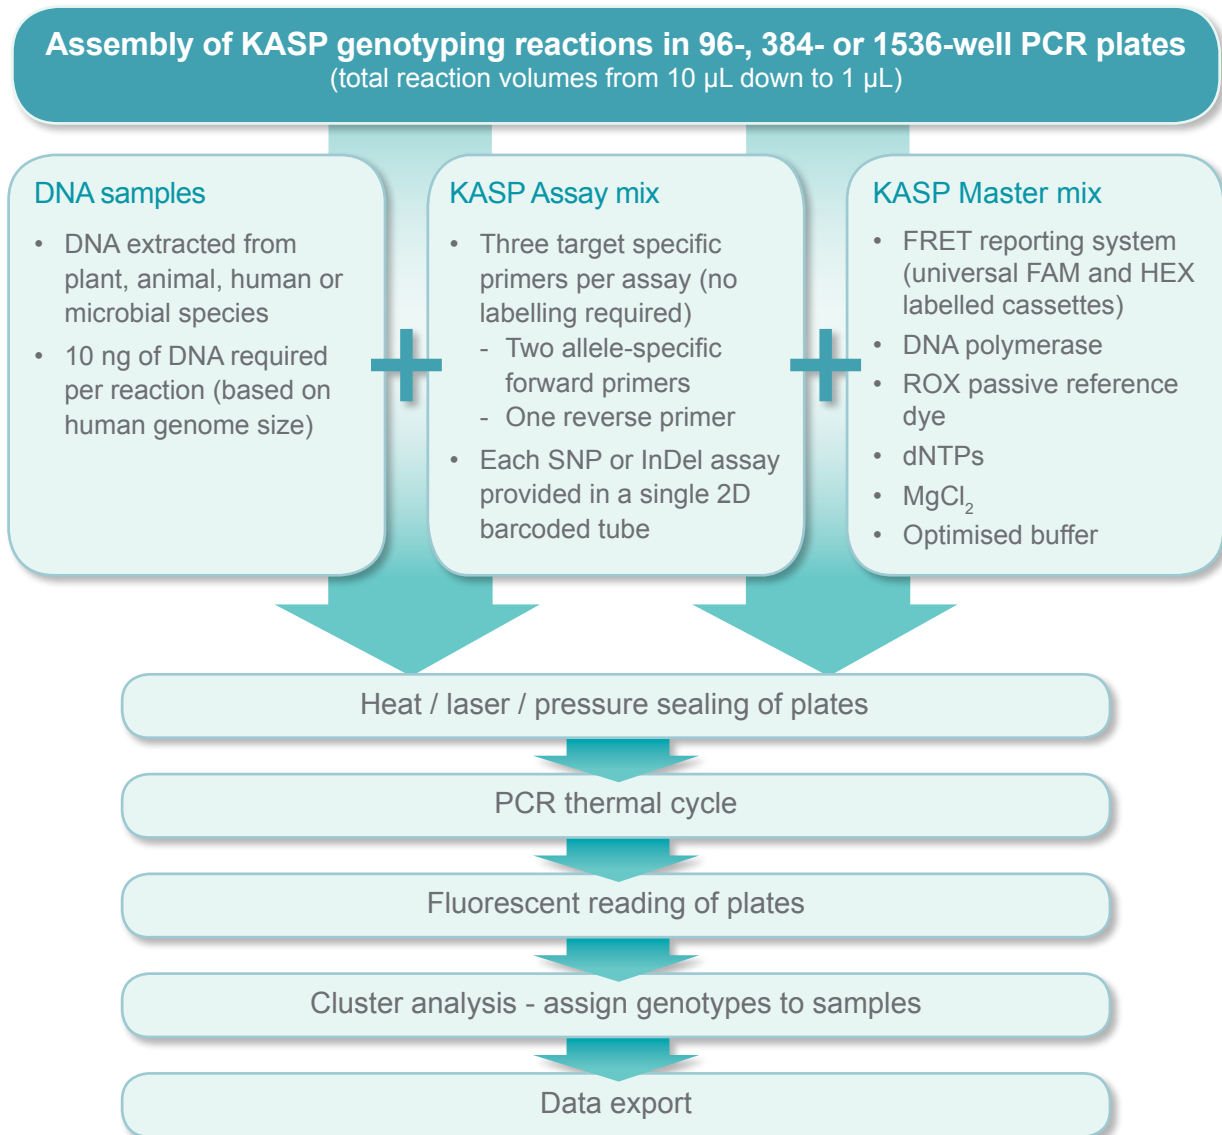 Assembly of KASP genotyping reactions in 96-, 384- or 1536-well PCR plates
(total reaction volumes from 10 µL down to 1 µL)
DNA samples
• DNA extracted from
plant, animal, human or
microbial species
• 10 ng of DNA required
per reaction (based on
human genome size)
+
KASP Assay mix
• Three target specific
primers per assay (no
labelling required)
- Two allele-specific
forward primers
- One reverse primer
• Each SNP or InDel assay
provided in a single 2D
barcoded tube
+
KASP Master mix
• FRET reporting system
(universal FAM and HEX
labelled cassettes)
• DNA polymerase
• ROX passive reference
dye
• dNTPs
• MgCl₂
• Optimised buffer
Heat / laser / pressure sealing of plates
PCR thermal cycle
Fluorescent reading of plates
Cluster analysis - assign genotypes to samples
Data export